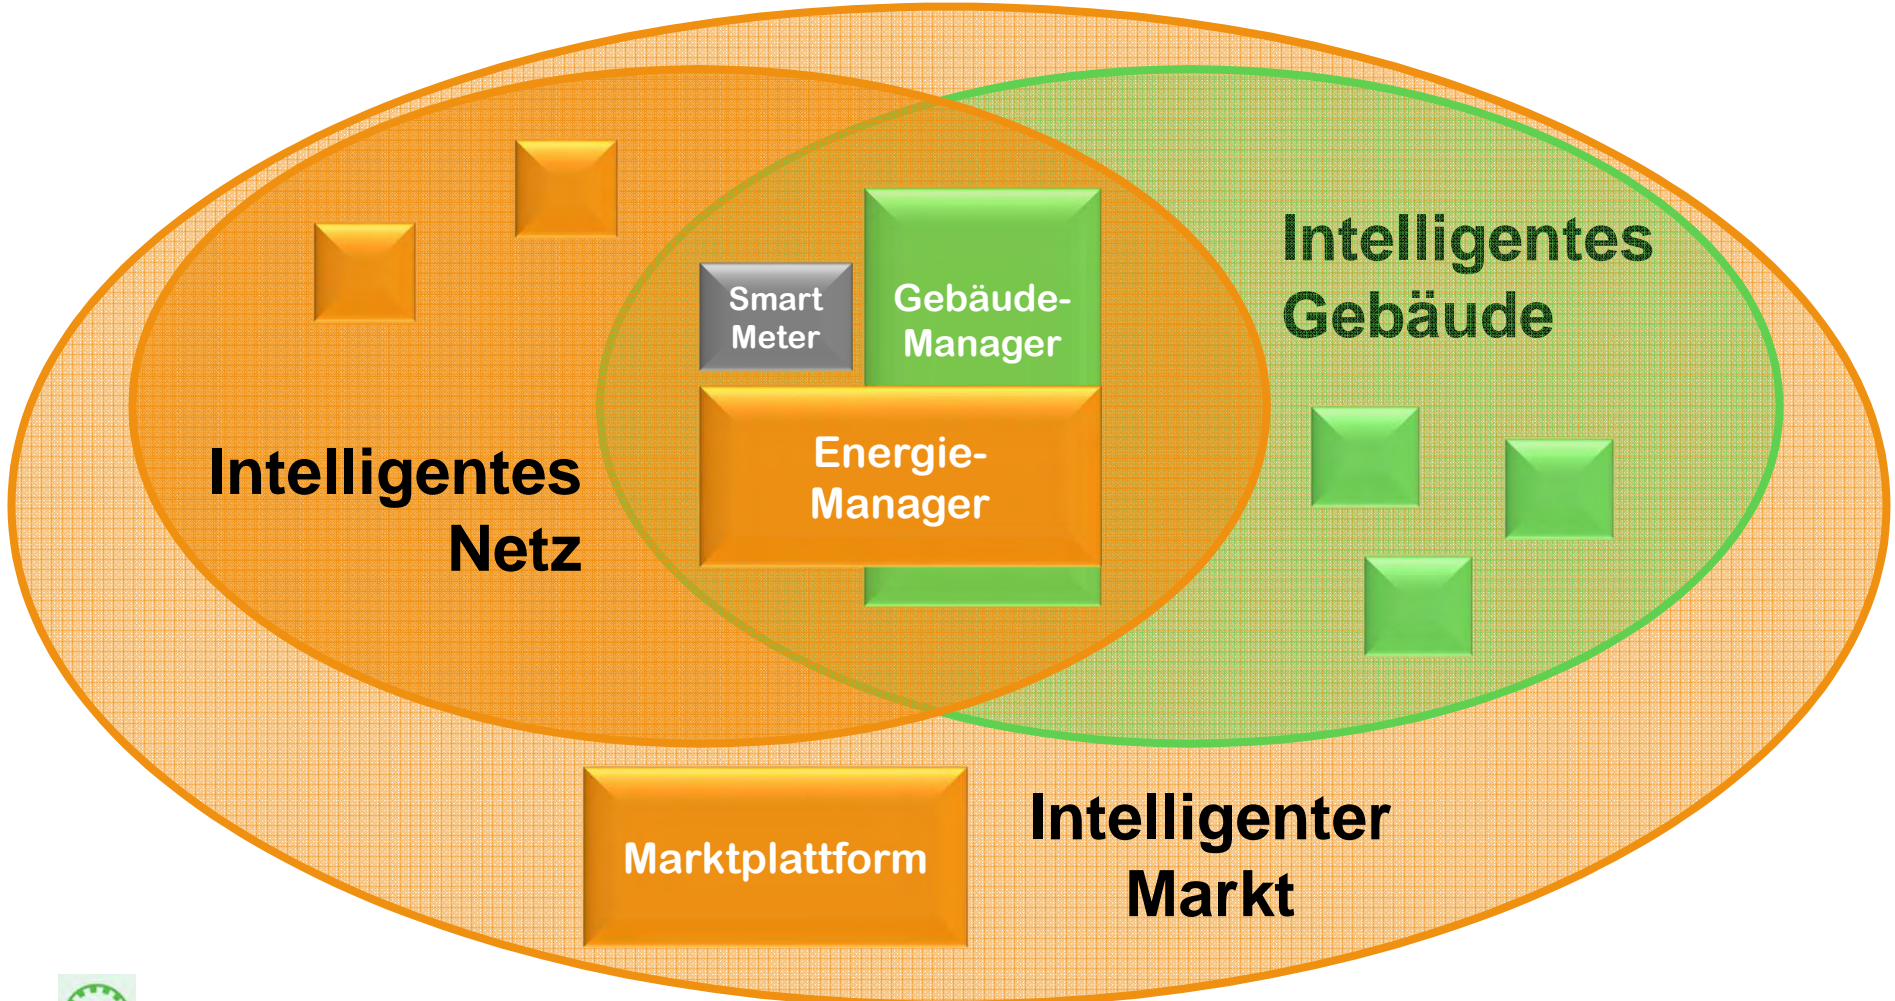 Smart
Meter
Gebäude-
Manager
Energie-
Manager
Intelligentes
Netz
Intelligentes
Gebäude
Marktplattform
Intelligenter
Markt